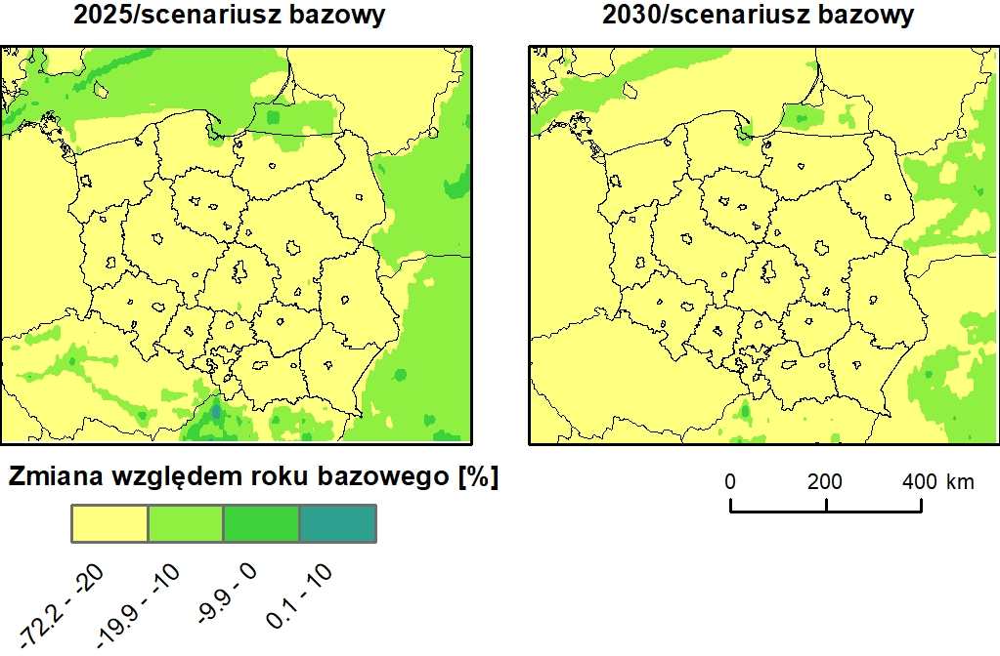 2025/scenariusz bazowy
2030/scenariusz bazowy
Zmiana względem roku bazowego [%]
0 200 400 km
-72.2 - -20
-19.9 - -10
-9.9 - 0
0.1 - 10